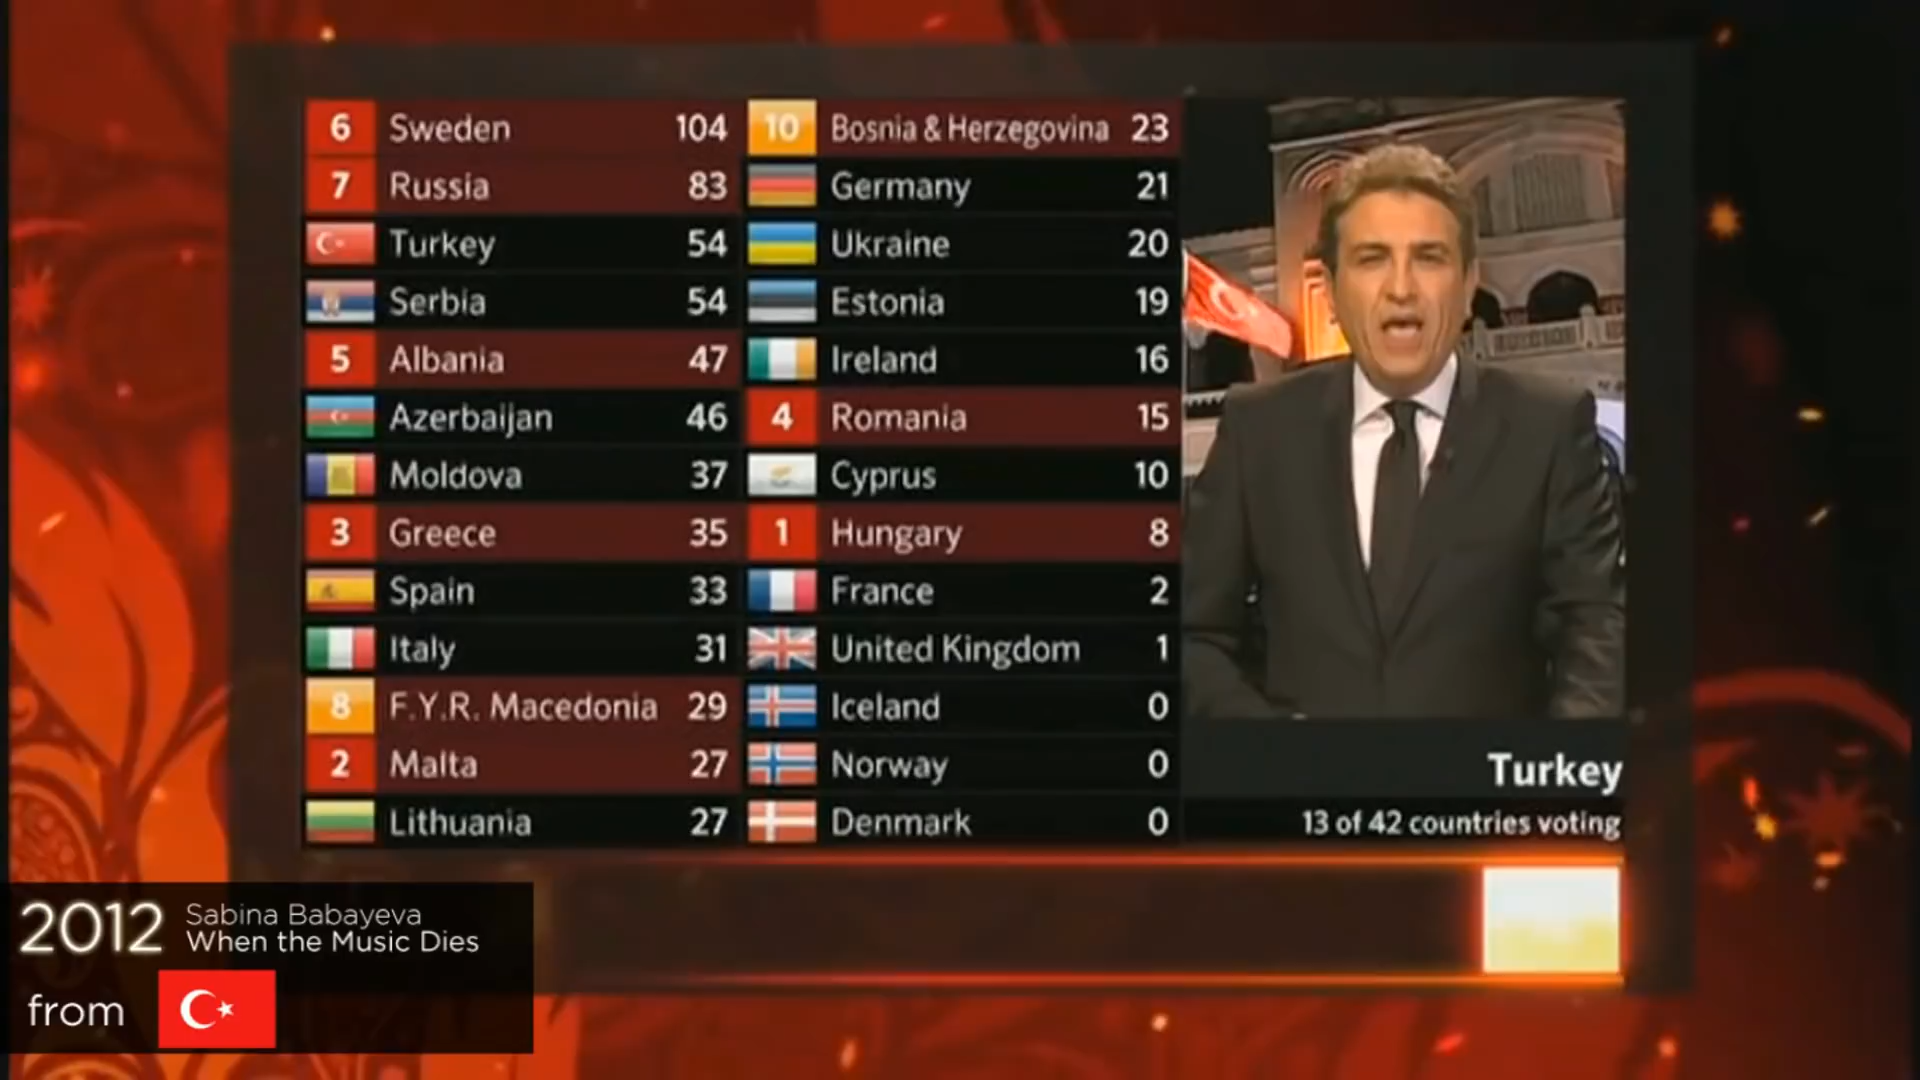 6 Sweden 104
7 Russia 83
Turkey 54
Serbia 54
5 Albania 47
Azerbaijan 46
Moldova 37
3 Greece 35
Spain 33
Italy 31
8 F.Y.R. Macedonia 29
2 Malta 27
Lithuania 27
10 Bosnia & Herzegovina 23
Germany 21
Ukraine 20
Estonia 19
Ireland 16
4 Romania 15
Cyprus 10
1 Hungary 8
France 2
United Kingdom 1
Iceland 0
Norway 0
Denmark 0
Turkey
13 of 42 countries voting
2012 Sabina Babayeva
When the Music Dies
from